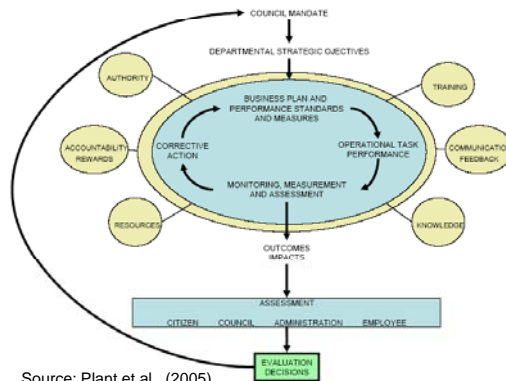 COUNCIL MANDATE
DEPARTMENTAL STRATEGIC OJECTIVES
AUTHORITY
TRAINING
BUSINESS PLAN AND
PERFORMANCE STANDARDS
AND MEASURES
ACCOUNTABILITY
REWARDS
CORRECTIVE
ACTION
OPERATIONAL TASK
PERFORMANCE
COMMUNICATION
FEEDBACK
MONITORING, MEASUREMENT
AND ASSESSMENT
RESOURCES
KNOWLEDGE
OUTCOMES
IMPACTS
ASSESSMENT
CITIZEN COUNCIL ADMINISTRATION EMPLOYEE
EVALUATION
DECISIONS
Source: Plant et al., (2005)